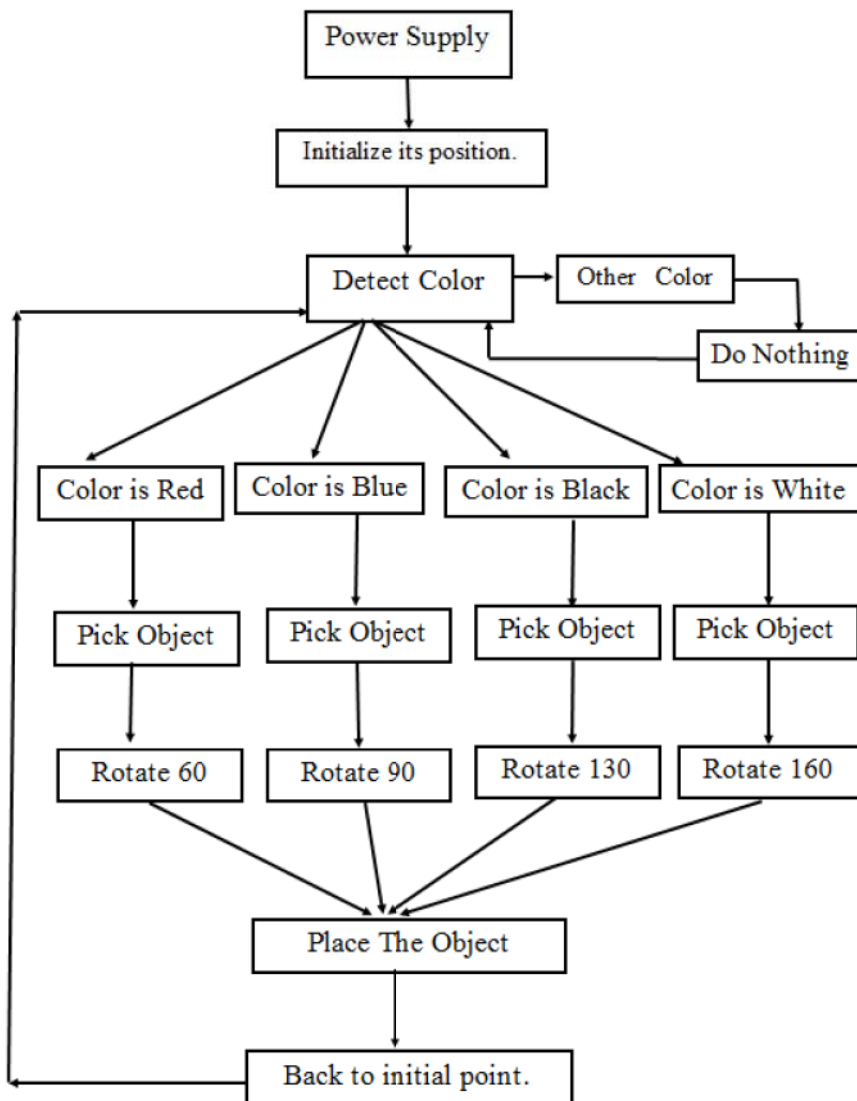 Power Supply
Initialize its position.
Detect Color
Other Color
Do Nothing
Color is Red
Color is Blue
Color is Black
Color is White
Pick Object
Pick Object
Pick Object
Pick Object
Rotate 60
Rotate 90
Rotate 130
Rotate 160
Place The Object
Back to initial point.